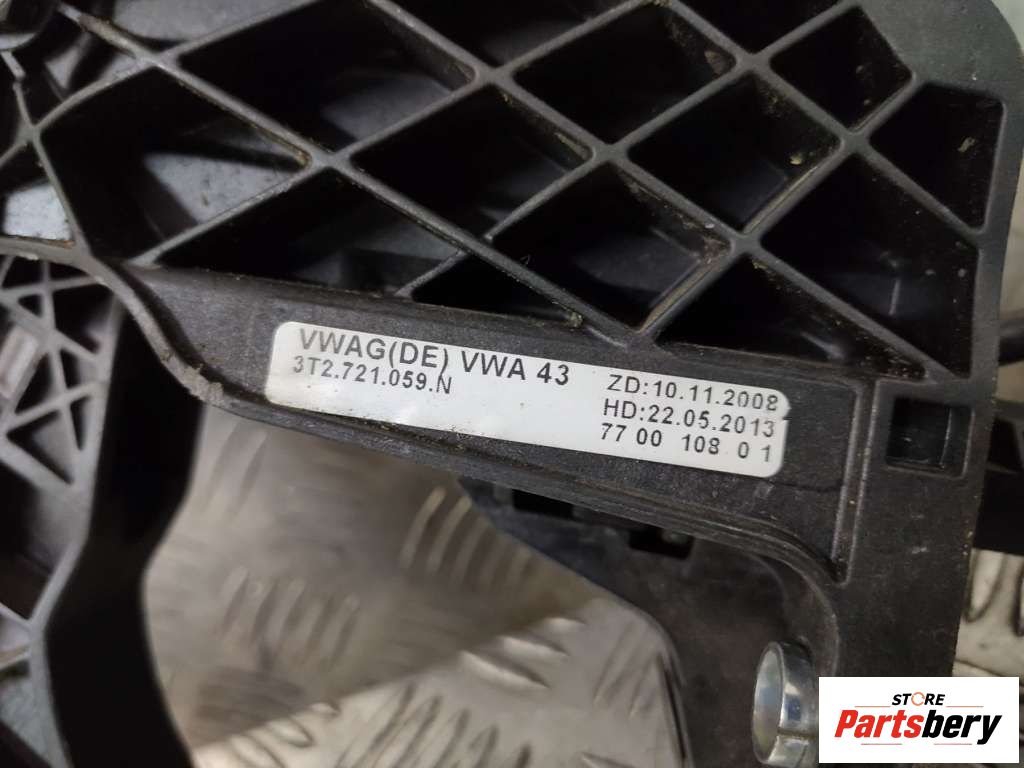 VWAG(DE) VWA 43
3T2.721.059.N
ZD:10.11.2008
HD:22.05.2013
77 00 108 0 1
STORE
Partsbery